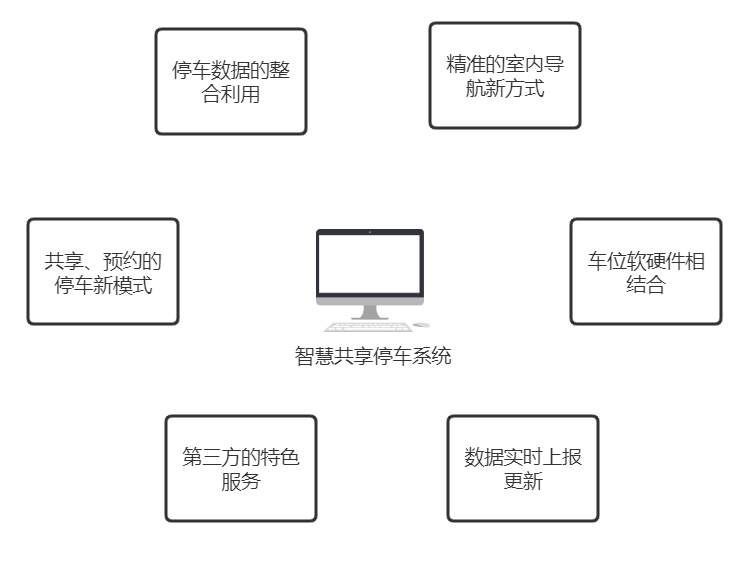 停车数据的整
合利用
精准的室内导
航新方式
共享、预约的
停车新模式
车位软硬件相
结合
智慧共享停车系统
第三方的特色
服务
数据实时上报
更新